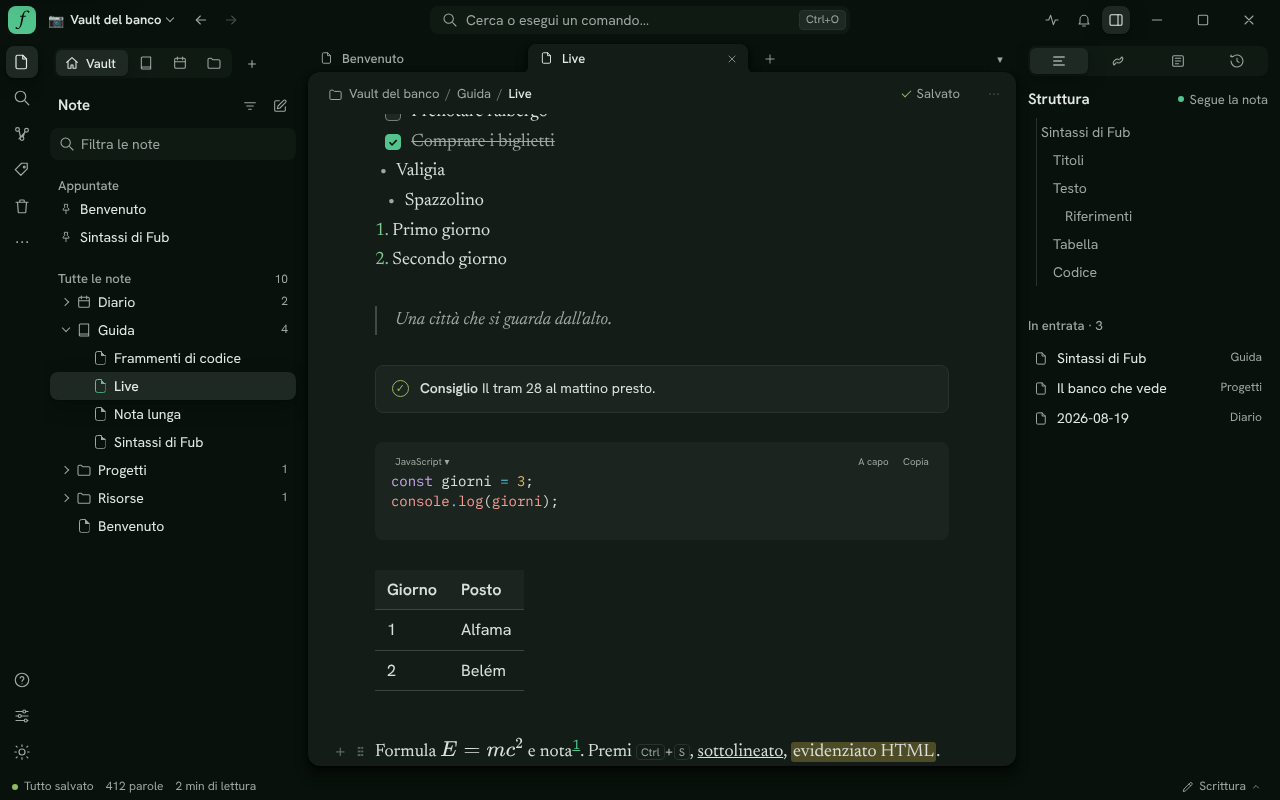 Vault del banco
Cerca o esegui un comando...
Ctrl+O
Vault
Benvenuto
Live
Note
Filtra le note
Appuntate
Benvenuto
Sintassi di Fub
Tutte le note 10
Diario 2
Guida 4
Frammenti di codice
Live
Nota lunga
Sintassi di Fub
Progetti 1
Risorse 1
Benvenuto
Vault del banco / Guida / Live
Salvato
Prenotare l'albergo
Comprare i biglietti
• Valigia
• Spazzolino
1. Primo giorno
2. Secondo giorno
Una città che si guarda dall'alto.
Consiglio Il tram 28 al mattino presto.
JavaScript ▾
A capo Copia
const giorni = 3;
console.log(giorni);
Giorno Posto
1 Alfama
2 Belém
Formula E = mc² e nota1. Premi Ctrl+S, sottolineato, evidenziato HTML.
Struttura
Segue la nota
Sintassi di Fub
Titoli
Testo
Riferimenti
Tabella
Codice
In entrata · 3
Sintassi di Fub Guida
Il banco che vede Progetti
2026-08-19 Diario
Tutto salvato 412 parole 2 min di lettura
Scrittura